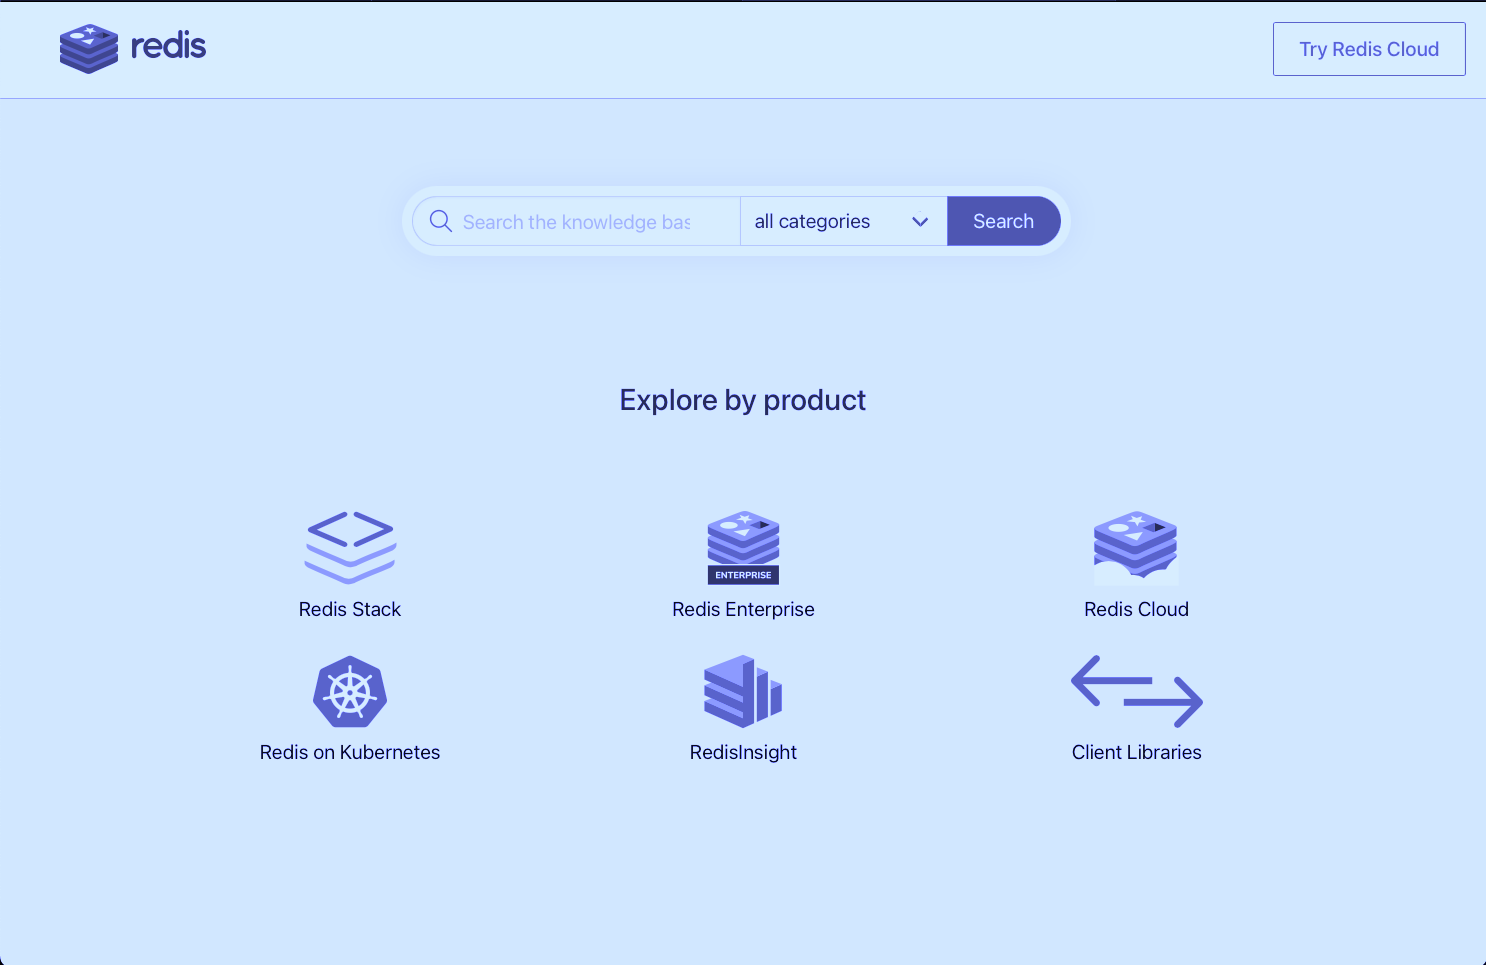 redis
Try Redis Cloud
Search the knowledge bas
all categories
Search
Explore by product
ENTERPRISE
Redis Stack
Redis Enterprise
Redis Cloud
Redis on Kubernetes
RedisInsight
Client Libraries